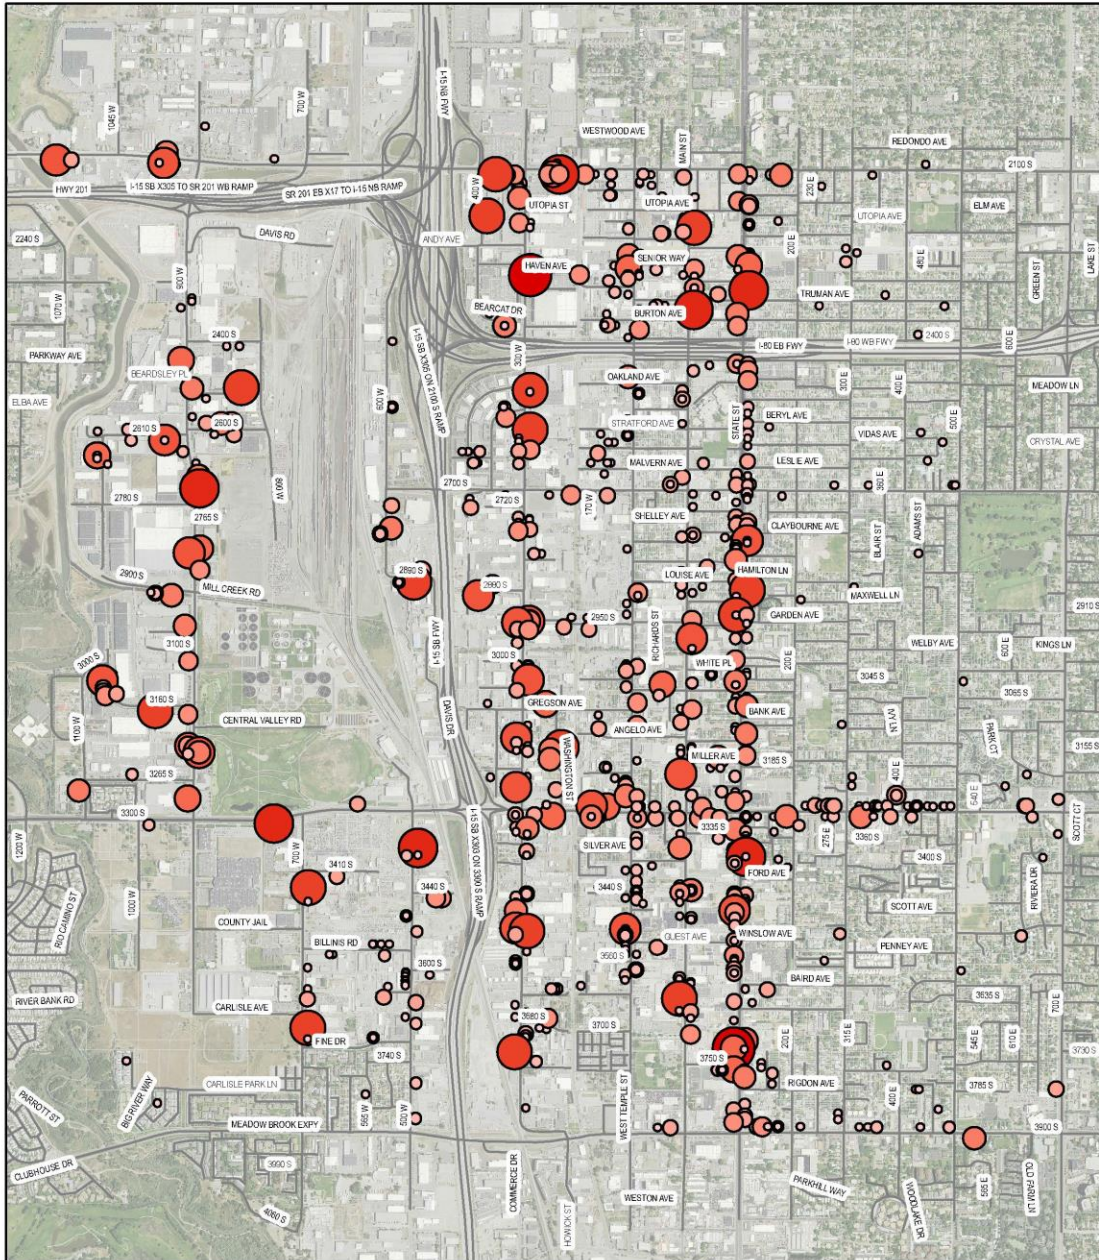 WESTWOOD AVE
REDONDO AVE
1045 W
700 W
I-15 NB FWY
MAIN ST
2100 S
HWY 201
I-15 SB X305 TO SR 201 WB RAMP
SR 201 EB X17 TO I-15 NB RAMP
400 W
UTOPIA ST
UTOPIA AVE
230 E
UTOPIA AVE
ELM AVE
2240 S
DAVIS RD
ANDY AVE
200 E
480 E
GREEN ST
LAKE ST
SENIOR WAY
HAVEN AVE
900 W
1070 W
BEARCAT DR
BURTON AVE
TRUMAN AVE
PARKWAY AVE
2400 S
I-15 SB X305 ON 2100 S RAMP
300 W
I-80 EB FWY
I-80 WB FWY
2400 S
600 E
BEARDSLEY PL
OAKLAND AVE
300 E
400 E
MEADOW LN
ELBA AVE
600 W
STATE ST
BERYL AVE
500 E
2610 S
2600 S
STRATFORD AVE
VIDAS AVE
CRYSTAL AVE
MALVERN AVE
LESLIE AVE
2780 S
2765 S
800 W
2700 S
2720 S
170 W
360 E
SHELLEY AVE
CLAYBOURNE AVE
BLAIR ST
ADAMS ST
2900 S
MILL CREEK RD
2890 S
2990 S
LOUISE AVE
HAMILTON LN
MAXWELL LN
2910 S
3100 S
I-15 SB FWY
2950 S
RICHARDS ST
GARDEN AVE
WELBY AVE
600 E
KINGS LN
3000 S
3000 S
WHITE PL
200 E
3045 S
3065 S
3160 S
1100 W
CENTRAL VALLEY RD
DAVIS DR
GREGSON AVE
ANGELO AVE
BANK AVE
IVY LN
PARK CT
3155 S
3265 S
WASHINGTON ST
MILLER AVE
3185 S
400 E
540 E
3300 S
1200 W
I-15 SB X303 ON 3300 S RAMP
SILVER AVE
3335 S
275 E
3360 S
SCOTT CT
700 W
3410 S
FORD AVE
3400 S
RIO CAMINO ST
1000 W
3440 S
3440 S
SCOTT AVE
RIVIERA DR
COUNTY JAIL
BILLINIS RD
GUEST AVE
WINSLOW AVE
PENNEY AVE
3600 S
3560 S
BAIRD AVE
RIVER BANK RD
CARLISLE AVE
3635 S
700 E
FINE DR
3680 S
3700 S
200 E
315 E
545 E
610 E
3740 S
3750 S
3730 S
CARLISLE PARK LN
RIGDON AVE
3785 S
PARROTT ST
BIG RIVER WAY
565 W
500 W
WEST TEMPLE ST
400 E
MEADOW BROOK EXPY
3900 S
CLUBHOUSE DR
3990 S
COMMERCE DR
PARKHILL WAY
WOODLAKE DR
565 E
OLD FARM LN
4060 S
HOWICK ST
WESTON AVE